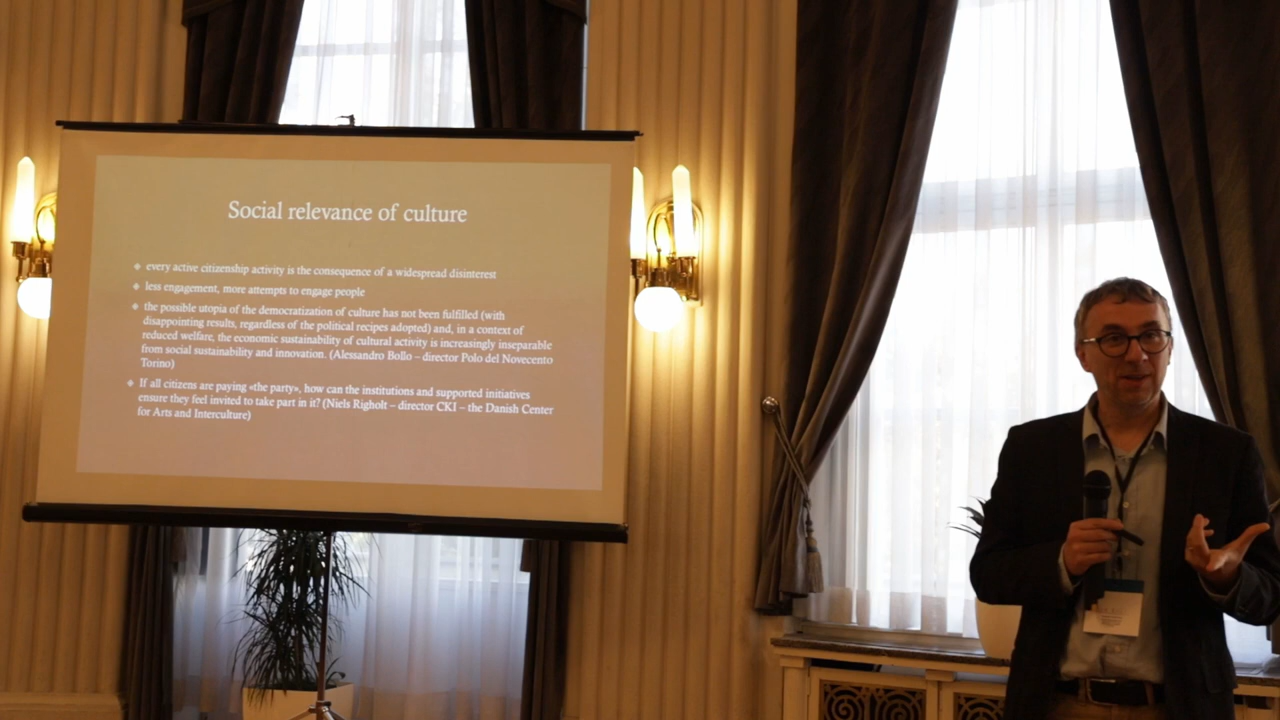 Social relevance of culture
every active citizenship activity is the consequence of a widespread disinterest
less engagement, more attempts to engage people
the possible utopia of the democratization of culture has not been fulfilled (with
disappointing results, regardless of the political recipes adopted) and, in a context of
reduced welfare, the economic sustainability of cultural activity is increasingly inseparable
from social sustainability and innovation. (Alessandro Bollo – director Polo del Novecento
Torino)
If all citizens are paying «the party», how can the institutions and supported initiatives
ensure they feel invited to take part in it? (Niels Righolt – director CKI – the Danish Center
for Arts and Interculture)